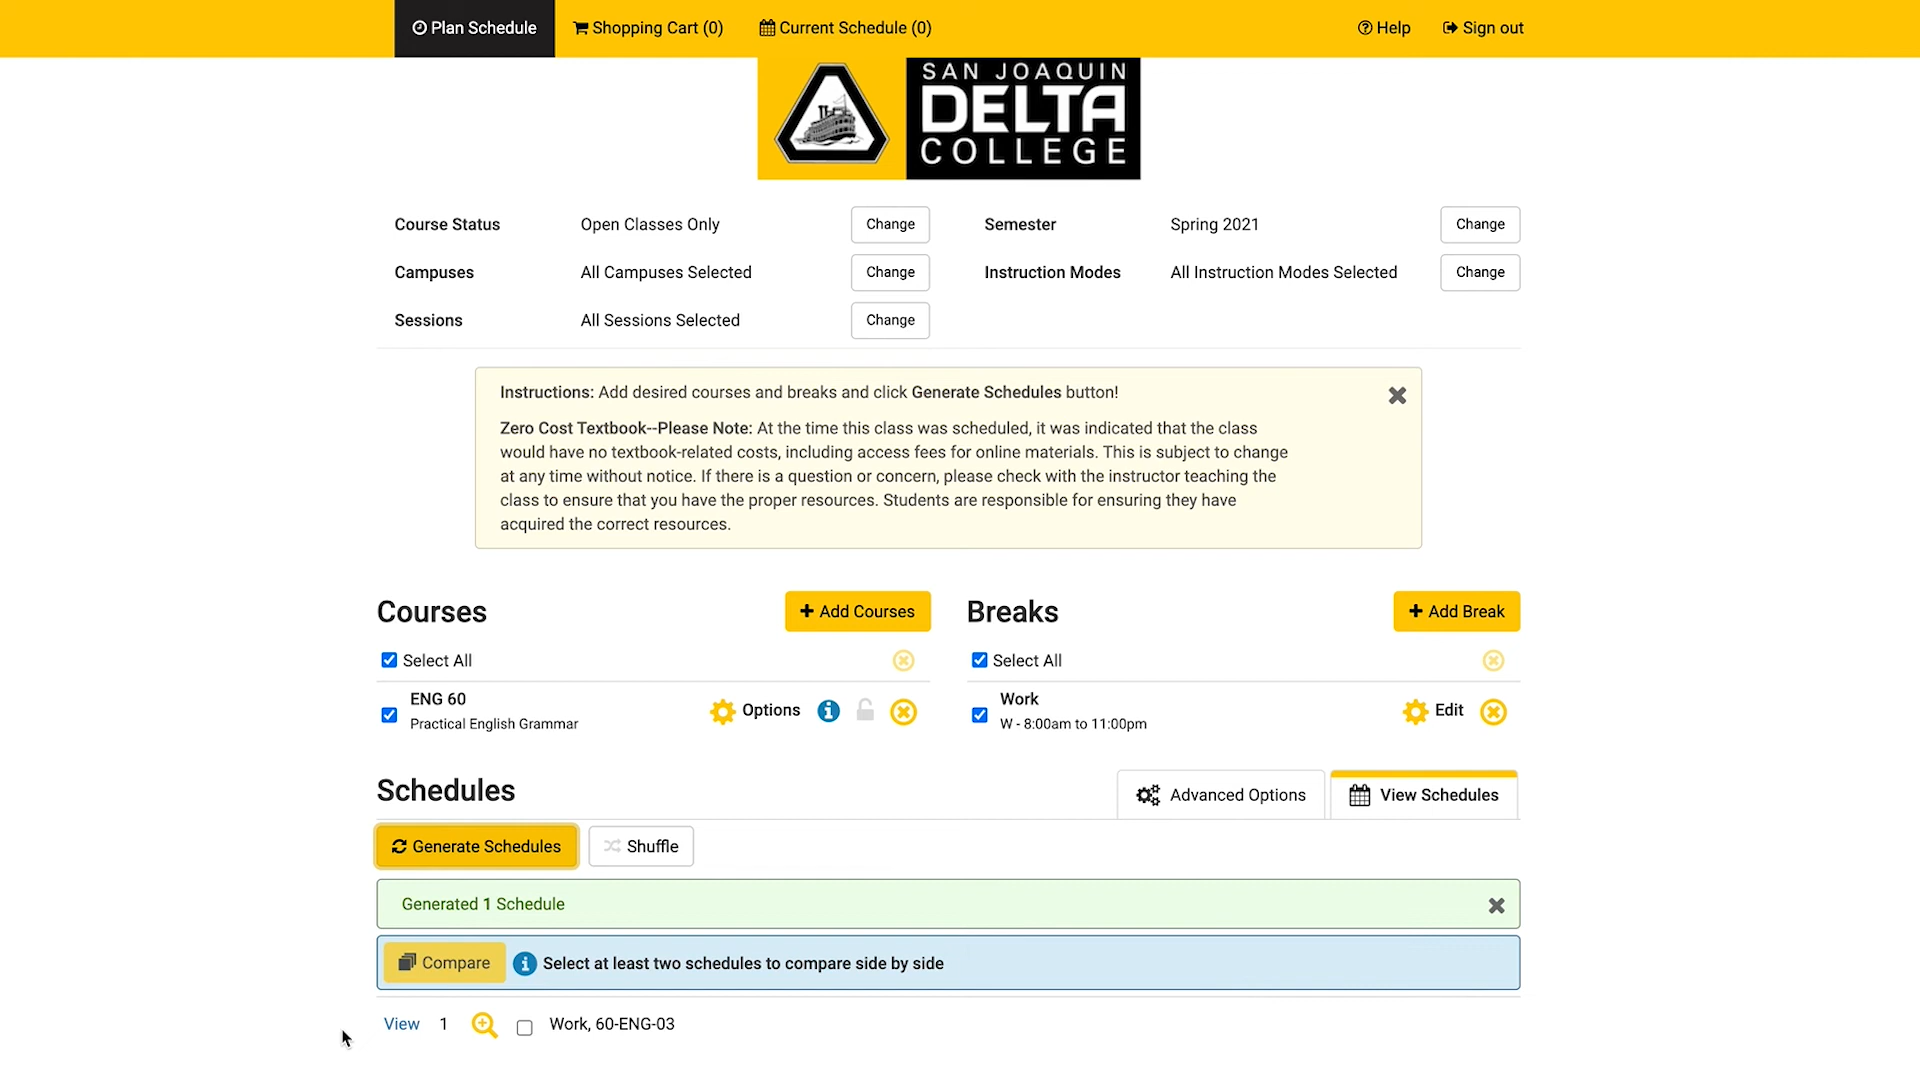 Plan Schedule
Shopping Cart (0)
Current Schedule (0)
Help
Sign out
SAN JOAQUIN
DELTA
COLLEGE
Course Status
Open Classes Only
Change
Semester
Spring 2021
Change
Campuses
All Campuses Selected
Change
Instruction Modes
All Instruction Modes Selected
Change
Sessions
All Sessions Selected
Change
Instructions: Add desired courses and breaks and click Generate Schedules button!
Zero Cost Textbook--Please Note: At the time this class was scheduled, it was indicated that the class
would have no textbook-related costs, including access fees for online materials. This is subject to change
at any time without notice. If there is a question or concern, please check with the instructor teaching the
class to ensure that you have the proper resources. Students are responsible for ensuring they have
acquired the correct resources.
Courses
+ Add Courses
Select All
ENG 60
Practical English Grammar
Options
Breaks
+ Add Break
Select All
Work
W - 8:00am to 11:00pm
Edit
Schedules
Advanced Options
View Schedules
Generate Schedules
Shuffle
Generated 1 Schedule
Compare
Select at least two schedules to compare side by side
View
1
Work, 60-ENG-03